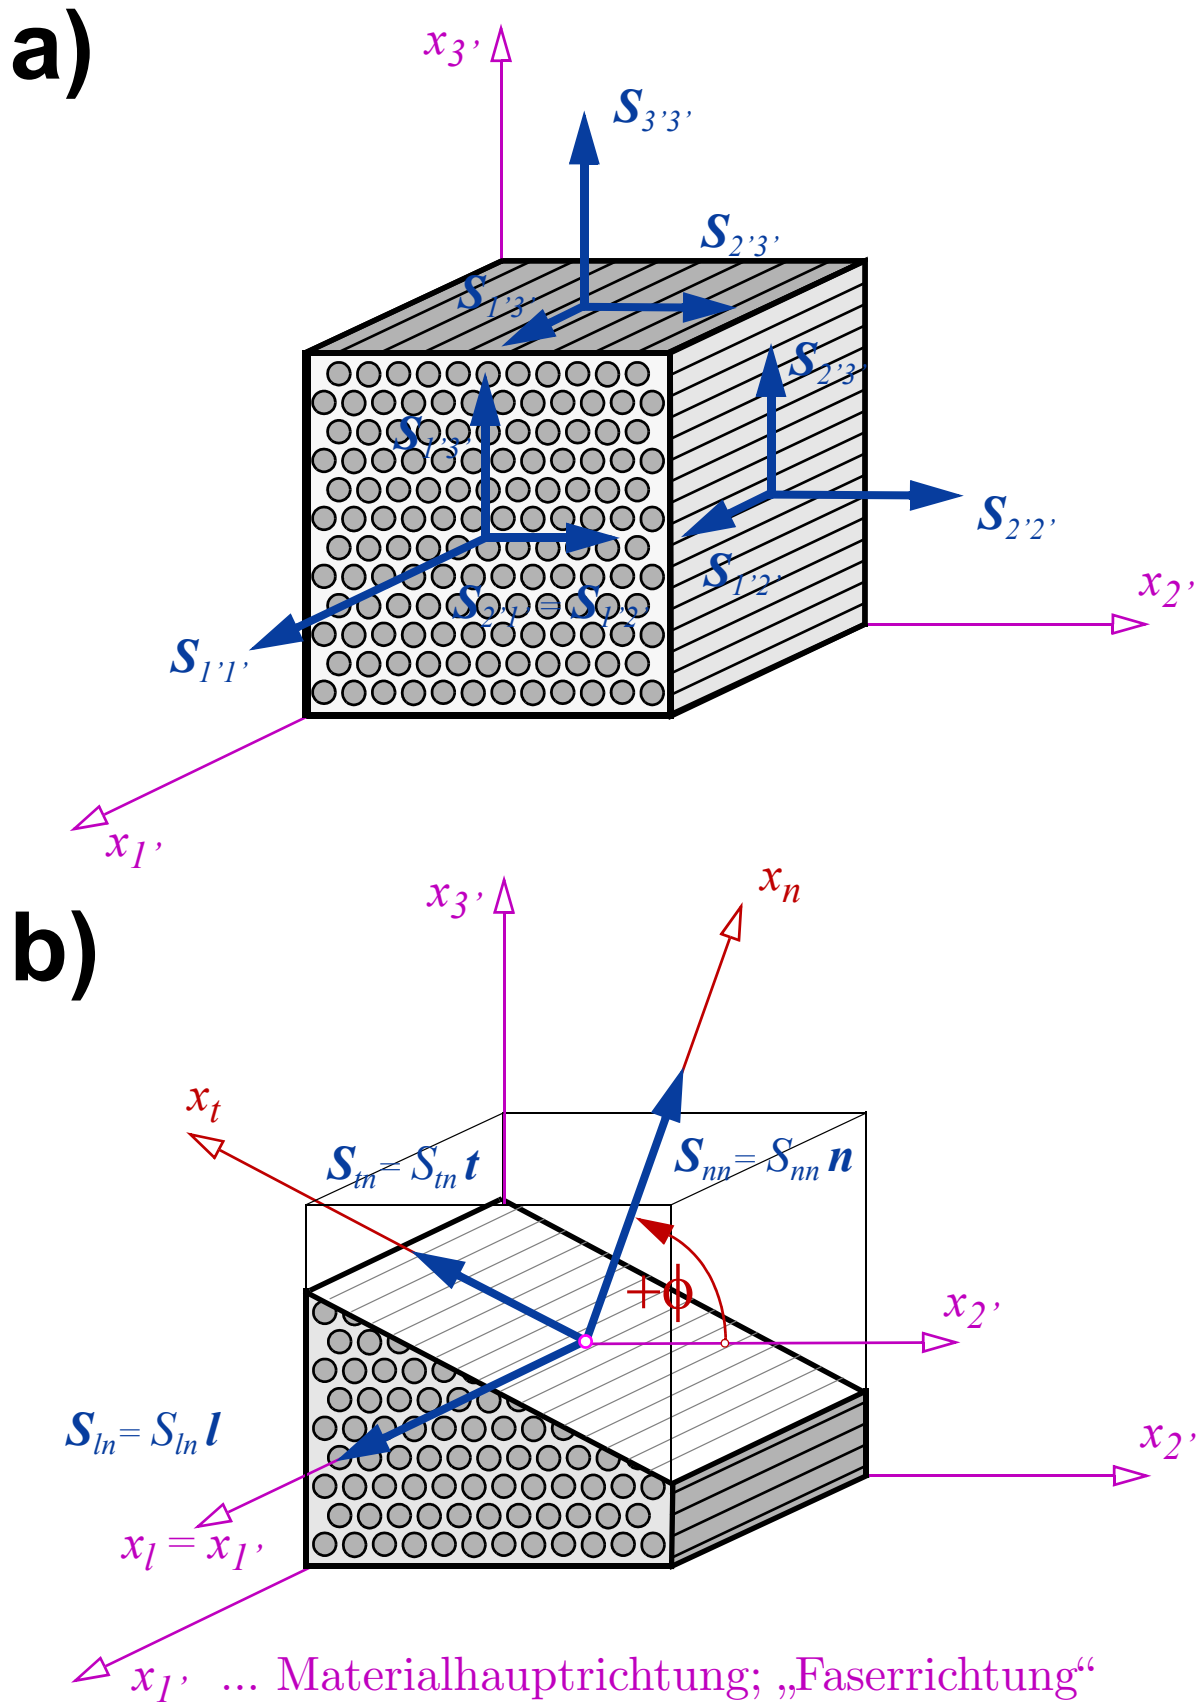 a)
x3’
S3’3’
S2’3’
S1’3’
S2’3’
S1’3’
S2’2’
S1’2’
x2’
S2’1’ = S1’2’
S1’1’
x1’
b)
x3’
xn
xt
Stn = Stn t
Snn = Snn n
+ϕ
x2’
Sln = Sln l
x2’
xl = x1’
x1’ ... Materialhauptrichtung; „Faserrichtung“